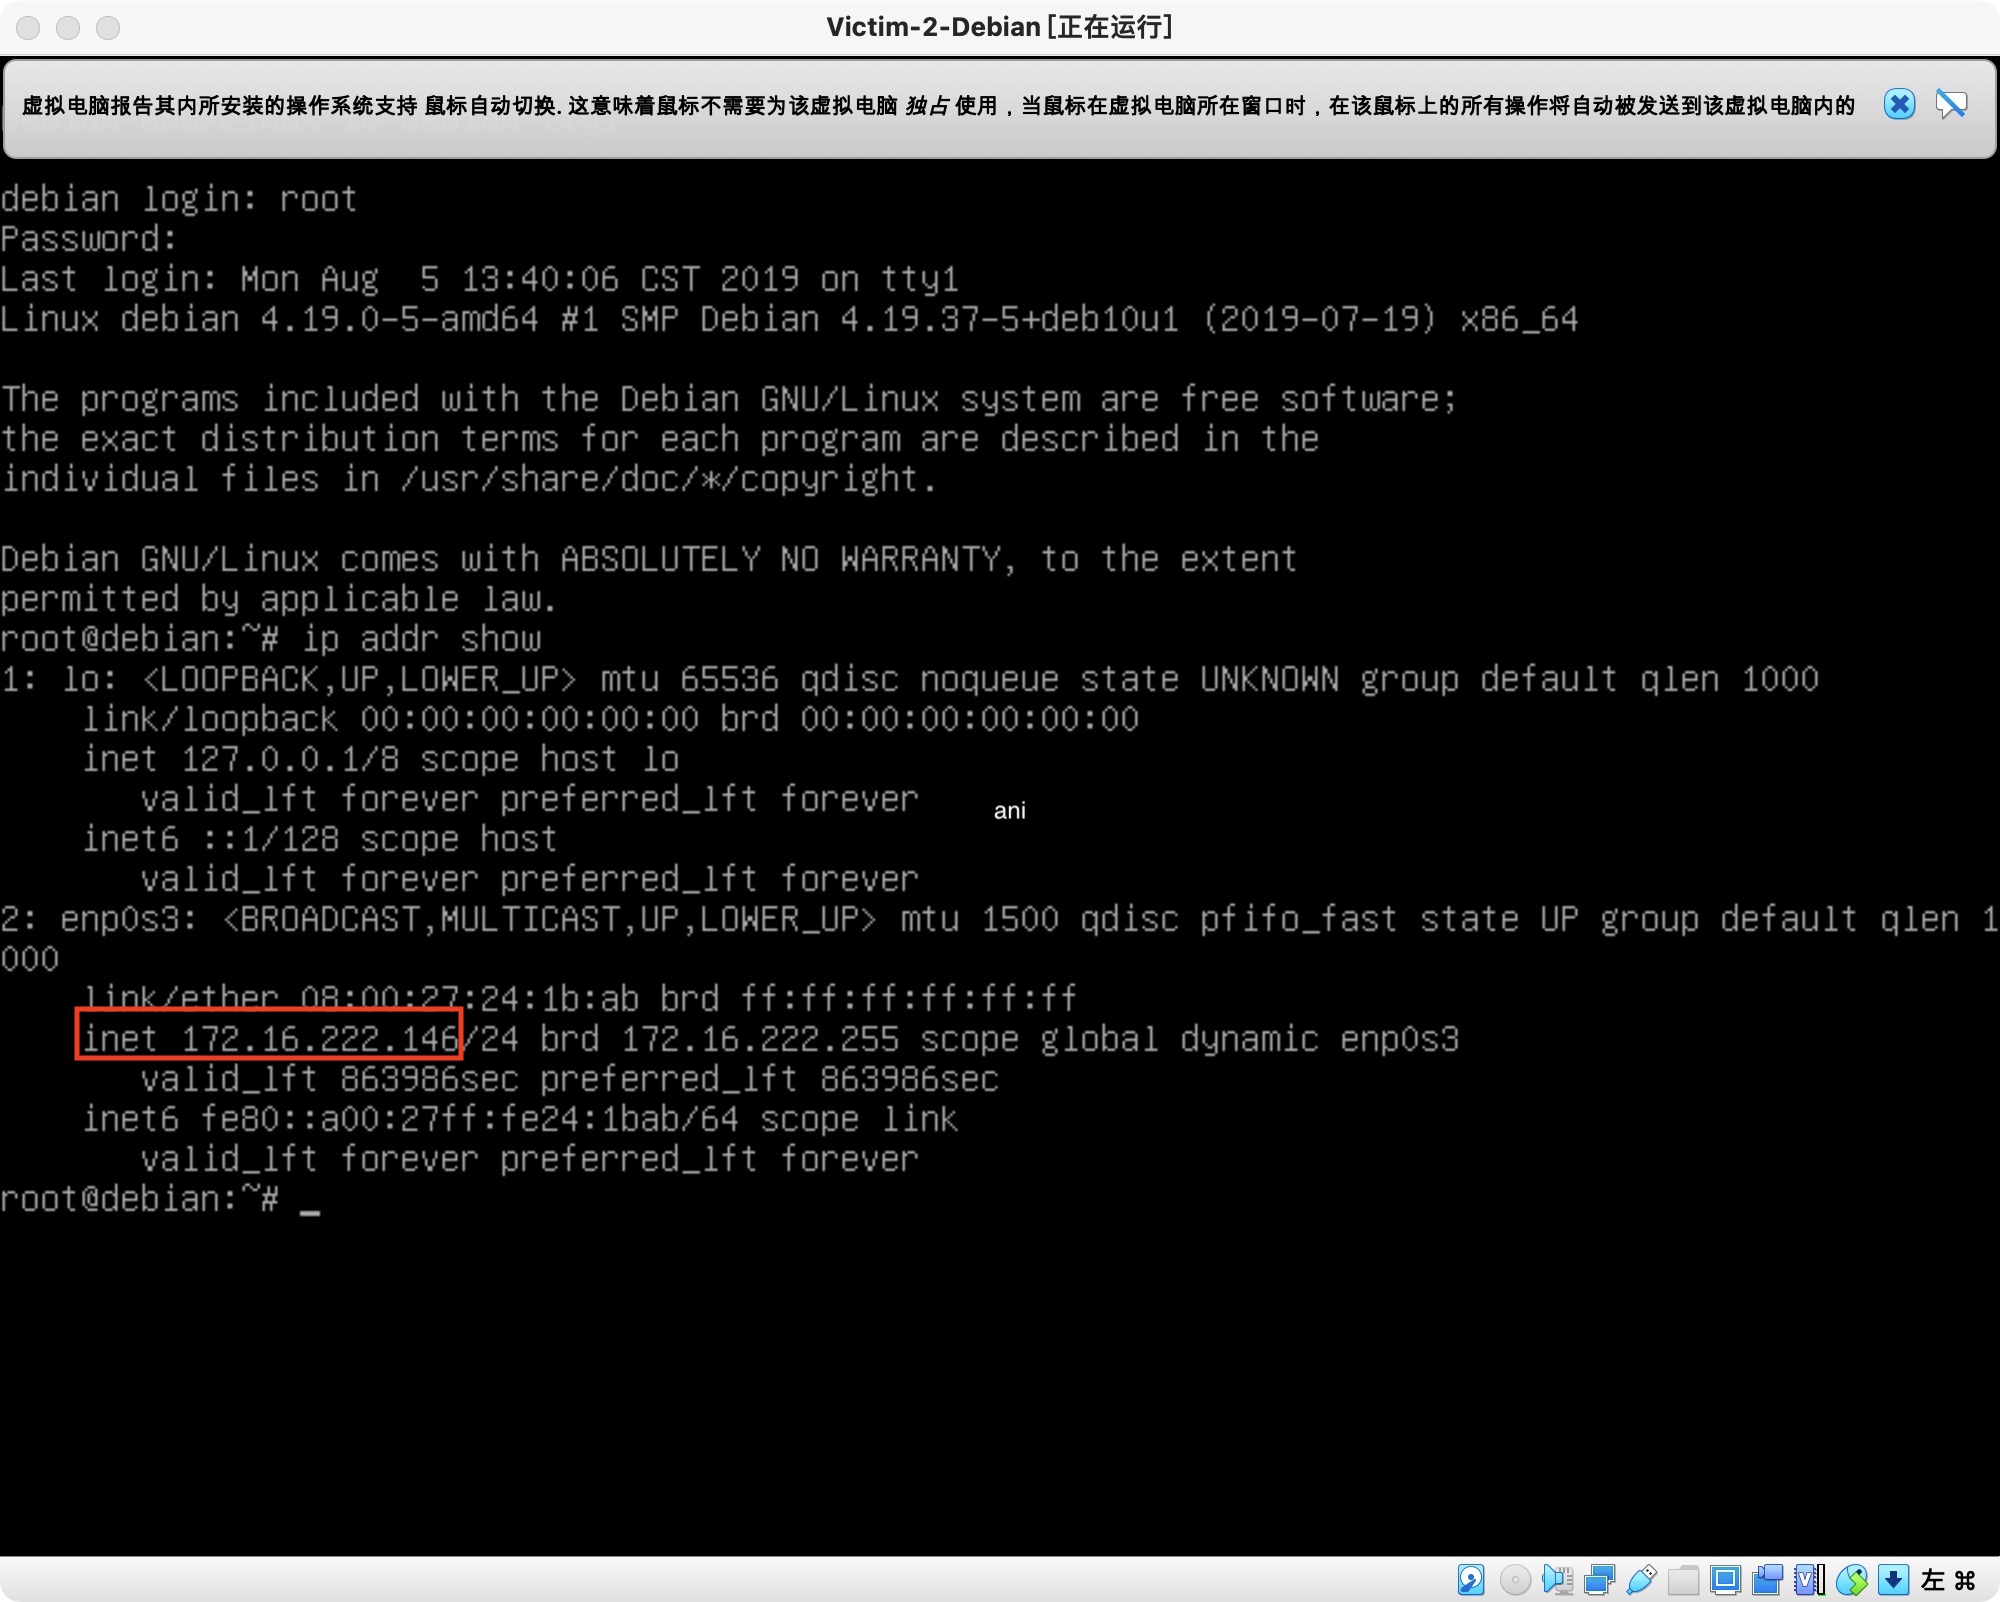 Victim-2-Debian [正在运行]
虚拟电脑报告其内所安装的操作系统支持 鼠标自动切换. 这意味着鼠标不需要为该虚拟电脑 独占 使用，当鼠标在虚拟电脑所在窗口时，在该鼠标上的所有操作将自动被发送到该虚拟电脑内的
debian login: root
Password:
Last login: Mon Aug  5 13:40:06 CST 2019 on tty1
Linux debian 4.19.0-5-amd64 #1 SMP Debian 4.19.37-5+deb10u1 (2019-07-19) x86_64
The programs included with the Debian GNU/Linux system are free software;
the exact distribution terms for each program are described in the
individual files in /usr/share/doc/*/copyright.
Debian GNU/Linux comes with ABSOLUTELY NO WARRANTY, to the extent
permitted by applicable law.
root@debian:~# ip addr show
1: lo: <LOOPBACK,UP,LOWER_UP> mtu 65536 qdisc noqueue state UNKNOWN group default qlen 1000
link/loopback 00:00:00:00:00:00 brd 00:00:00:00:00:00
inet 127.0.0.1/8 scope host lo
valid_lft forever preferred_lft forever
ani
inet6 ::1/128 scope host
valid_lft forever preferred_lft forever
2: enp0s3: <BROADCAST,MULTICAST,UP,LOWER_UP> mtu 1500 qdisc pfifo_fast state UP group default qlen 1
000
link/ether 08:00:27:24:1b:ab brd ff:ff:ff:ff:ff:ff
inet 172.16.222.146/24 brd 172.16.222.255 scope global dynamic enp0s3
valid_lft 863986sec preferred_lft 863986sec
inet6 fe80::a00:27ff:fe24:1bab/64 scope link
valid_lft forever preferred_lft forever
root@debian:~# _
左 ⌘